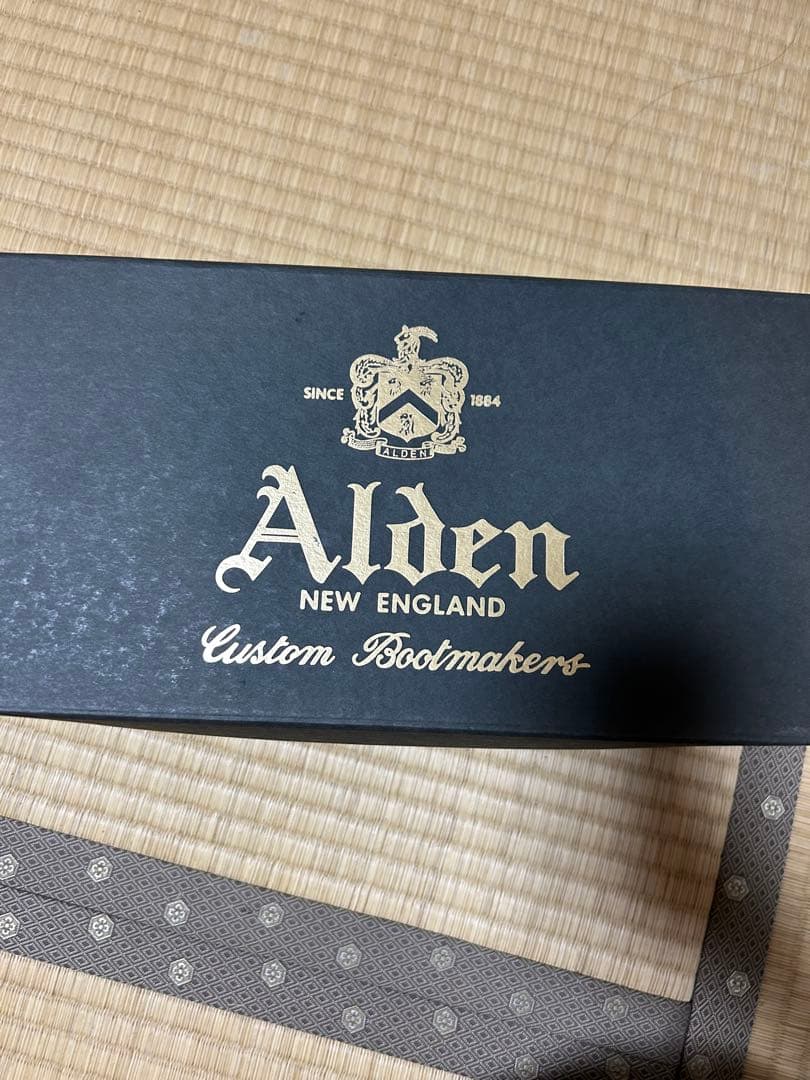 SINCE 1884
ALDEN
Alden
NEW ENGLAND
Custom Bootmakers